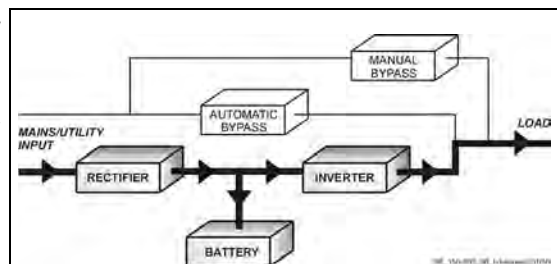 MANUAL
BYPASS
AUTOMATIC
BYPASS
LOAD
MAINS/UTILITY
INPUT
RECTIFIER
INVERTER
BATTERY